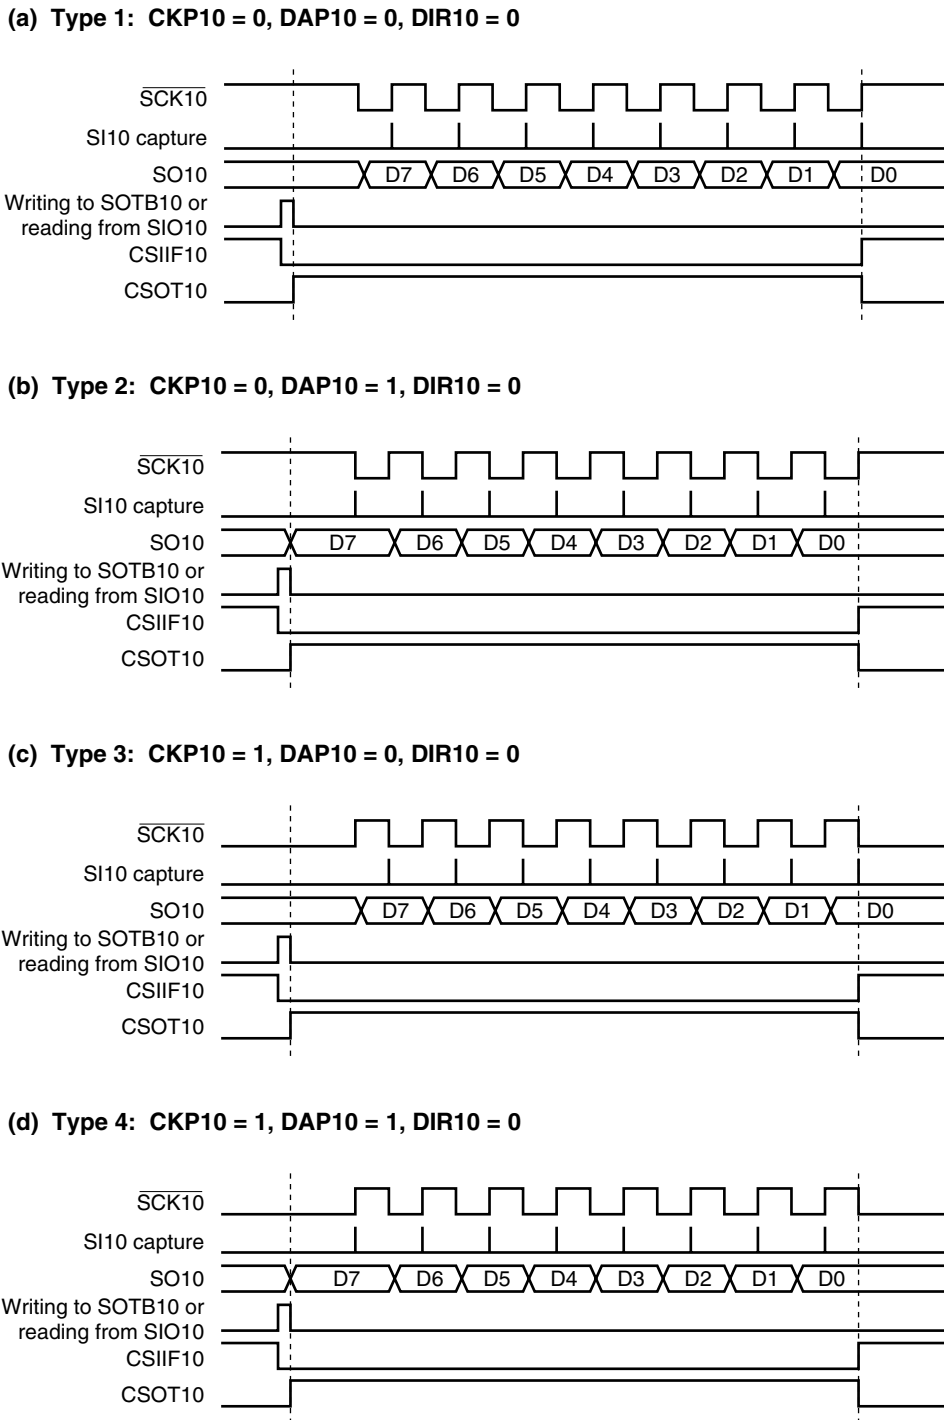 (a) Type 1: CKP10 = 0, DAP10 = 0, DIR10 = 0
SCK10
SI10 capture
SO10 D7 D6 D5 D4 D3 D2 D1 D0
Writing to SOTB10 or
reading from SIO10
CSIIF10
CSOT10
(b) Type 2: CKP10 = 0, DAP10 = 1, DIR10 = 0
SCK10
SI10 capture
SO10 D7 D6 D5 D4 D3 D2 D1 D0
Writing to SOTB10 or
reading from SIO10
CSIIF10
CSOT10
(c) Type 3: CKP10 = 1, DAP10 = 0, DIR10 = 0
SCK10
SI10 capture
SO10 D7 D6 D5 D4 D3 D2 D1 D0
Writing to SOTB10 or
reading from SIO10
CSIIF10
CSOT10
(d) Type 4: CKP10 = 1, DAP10 = 1, DIR10 = 0
SCK10
SI10 capture
SO10 D7 D6 D5 D4 D3 D2 D1 D0
Writing to SOTB10 or
reading from SIO10
CSIIF10
CSOT10